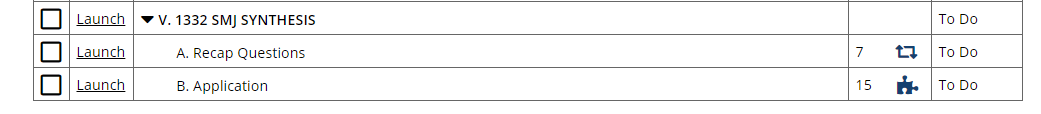 Launch V. 1332 SMJ SYNTHESIS To Do
Launch A. Recap Questions 7 To Do
Launch B. Application 15 To Do